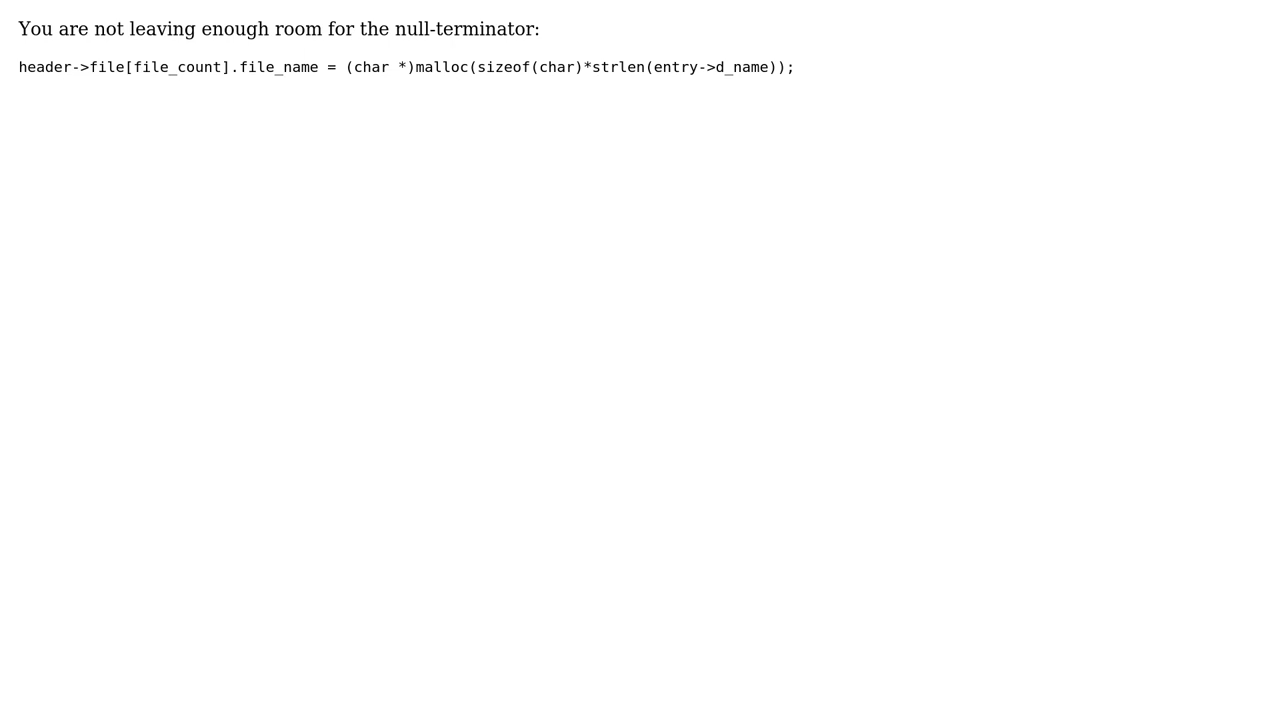 You are not leaving enough room for the null-terminator:
header->file[file_count].file_name = (char *)malloc(sizeof(char)*strlen(entry->d_name));